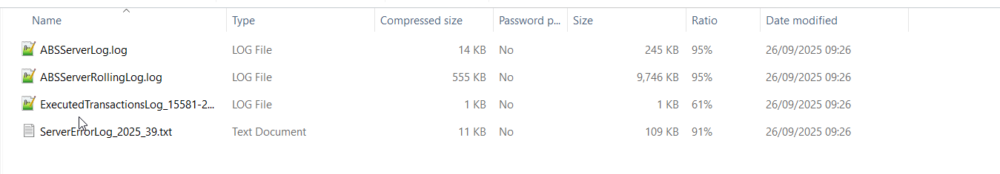 Name Type Compressed size Password p... Size Ratio Date modified
ABSServerLog.log LOG File 14 KB No 245 KB 95% 26/09/2025 09:26
ABSServerRollingLog.log LOG File 555 KB No 9,746 KB 95% 26/09/2025 09:26
ExecutedTransactionsLog_15581-2... LOG File 1 KB No 1 KB 61% 26/09/2025 09:26
ServerErrorLog_2025_39.txt Text Document 11 KB No 109 KB 91% 26/09/2025 09:26